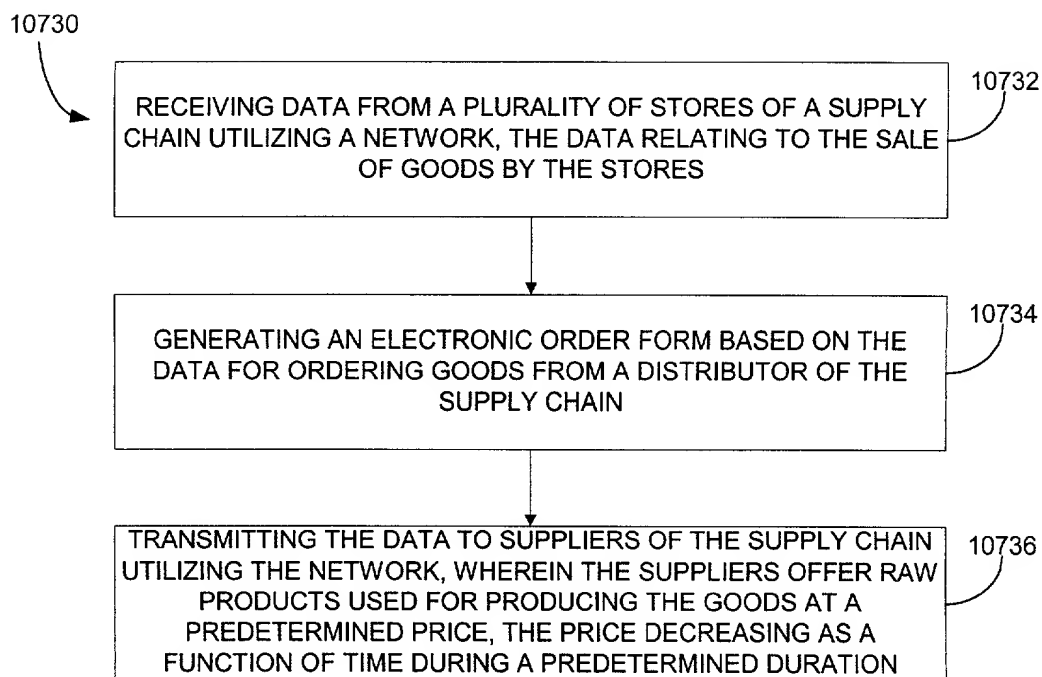 10730
RECEIVING DATA FROM A PLURALITY OF STORES OF A SUPPLY
CHAIN UTILIZING A NETWORK, THE DATA RELATING TO THE SALE
OF GOODS BY THE STORES
10732
GENERATING AN ELECTRONIC ORDER FORM BASED ON THE
DATA FOR ORDERING GOODS FROM A DISTRIBUTOR OF THE
SUPPLY CHAIN
10734
TRANSMITTING THE DATA TO SUPPLIERS OF THE SUPPLY CHAIN
UTILIZING THE NETWORK, WHEREIN THE SUPPLIERS OFFER RAW
PRODUCTS USED FOR PRODUCING THE GOODS AT A
PREDETERMINED PRICE, THE PRICE DECREASING AS A
FUNCTION OF TIME DURING A PREDETERMINED DURATION
10736